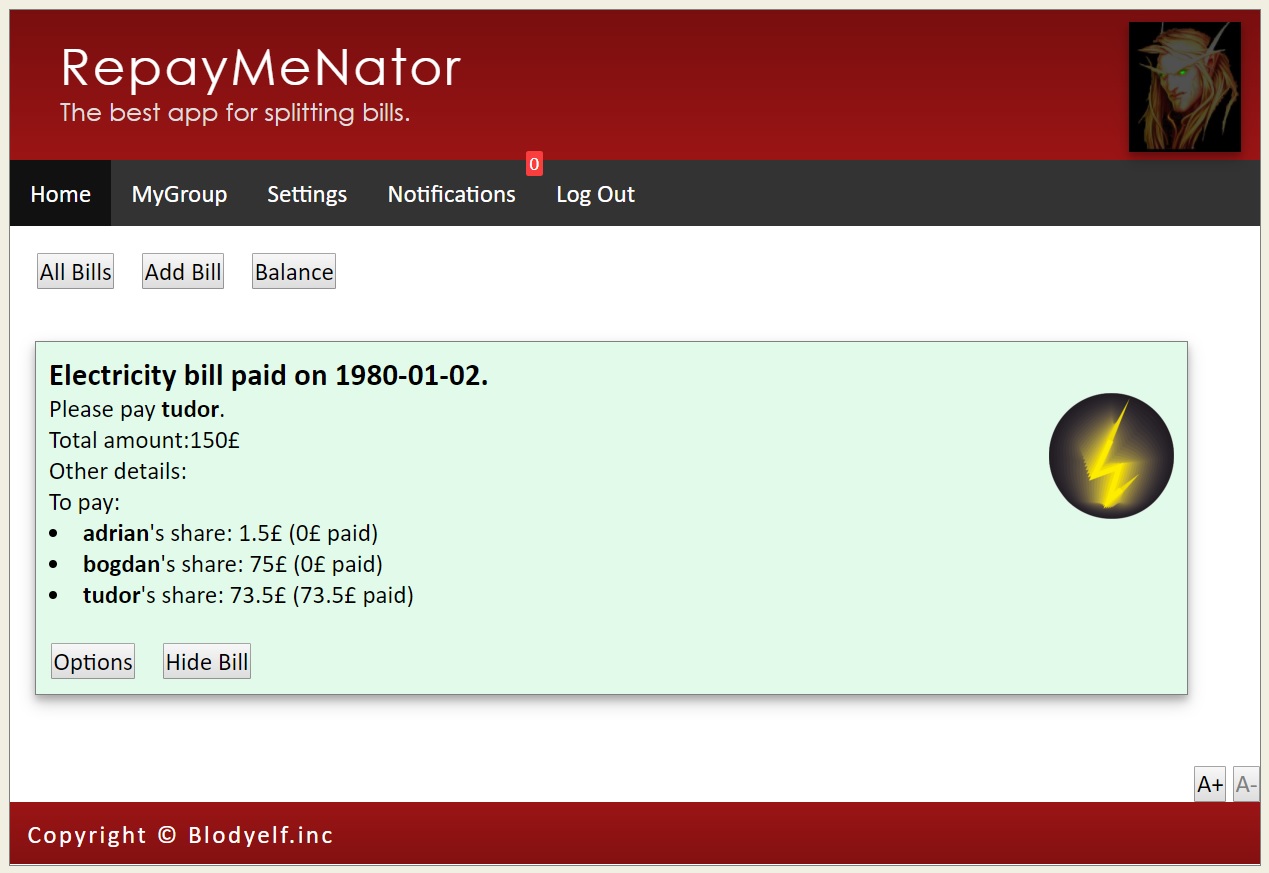 RepayMeNator
The best app for splitting bills.
0
Home MyGroup Settings Notifications Log Out
All Bills Add Bill Balance
Electricity bill paid on 1980-01-02.
Please pay tudor.
Total amount:150£
Other details:
To pay:
• adrian's share: 1.5£ (0£ paid)
• bogdan's share: 75£ (0£ paid)
• tudor's share: 73.5£ (73.5£ paid)
Options Hide Bill
A+ A-
Copyright © Blodyelf.inc